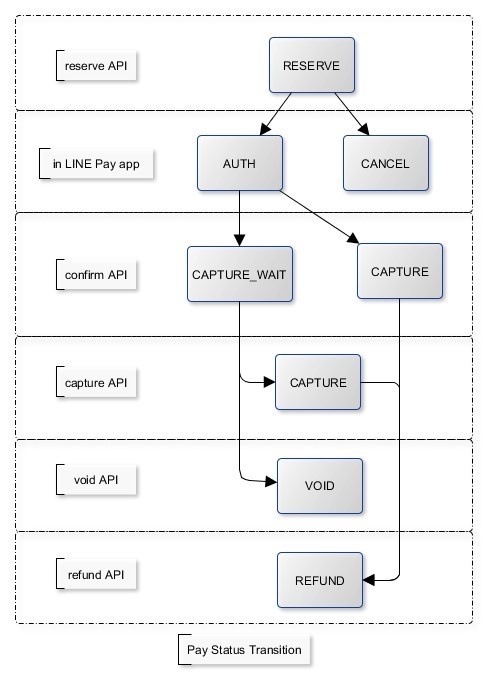 reserve API
RESERVE
in LINE Pay app
AUTH
CANCEL
confirm API
CAPTURE_WAIT
CAPTURE
capture API
CAPTURE
void API
VOID
refund API
REFUND
Pay Status Transition